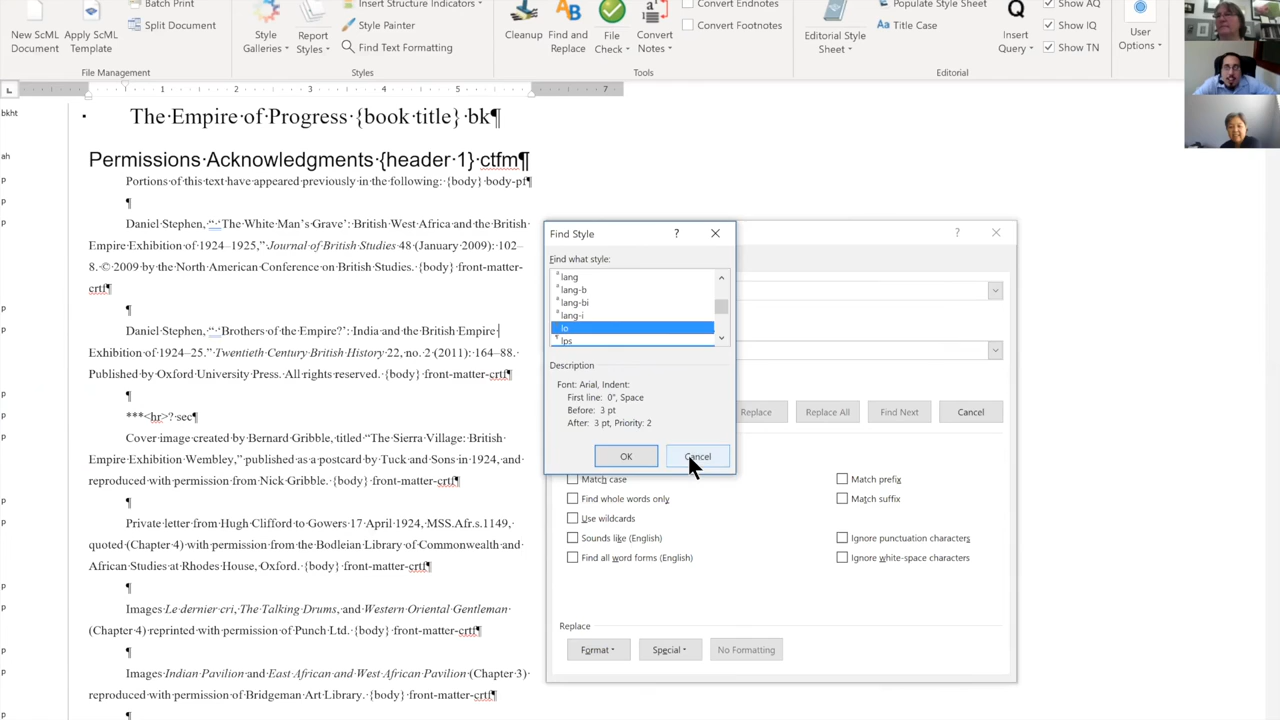 Batch Print
Insert Structure Indicators
Convert Endnotes
Populate Style Sheet
Show AQ
Split Document
Style Painter
Convert Footnotes
Title Case
Show IQ
New ScML Document
Apply ScML Template
Style Galleries
Report Styles
Find Text Formatting
Cleanup
Find and Replace
File Check
Convert Notes
Editorial Style Sheet
Insert Query
Show TN
User Options
File Management
Styles
Tools
Editorial
1 2 3 4 5 7
bkht
The·Empire·of·Progress·{book·title}·bk¶
ah
Permissions·Acknowledgments·{header·1}·ctfm¶
p
Portions·of·this·text·have·appeared·previously·in·the·following:·{body}·body-pf¶
p
¶
p
Daniel·Stephen,·“·‘The·White·Man’s·Grave’:·British·West·Africa·and·the·British·
Empire·Exhibition·of·1924–1925,”·Journal·of·British·Studies·48·(January·2009):·102–
8.·©·2009·by·the·North·American·Conference·on·British·Studies.·{body}·front-matter-
crtf¶
p
¶
p
Daniel·Stephen,·“·‘Brothers·of·the·Empire?’:·India·and·the·British·Empire·
Exhibition·of·1924–25.”·Twentieth·Century·British·History·22,·no.·2·(2011):·164–88.·
Published·by·Oxford·University·Press.·All·rights·reserved.·{body}·front-matter-crtf¶
p
¶
p
***<hr>?·sec¶
p
Cover·image·created·by·Bernard·Gribble,·titled·“The·Sierra·Village:·British·
Empire·Exhibition·Wembley,”·published·as·a·postcard·by·Tuck·and·Sons·in·1924,·and·
reproduced·with·permission·from·Nick·Gribble.·{body}·front-matter-crtf¶
p
¶
p
Private·letter·from·Hugh·Clifford·to·Gowers·17·April·1924,·MSS.Afr.s.1149,·
quoted·(Chapter·4)·with·permission·from·the·Bodleian·Library·of·Commonwealth·and·
African·Studies·at·Rhodes·House,·Oxford.·{body}·front-matter-crtf¶
p
¶
p
Images·Le·dernier·cri,·The·Talking·Drums,·and·Western·Oriental·Gentleman·
(Chapter·4)·reprinted·with·permission·of·Punch·Ltd.·{body}·front-matter-crtf¶
p
¶
p
Images·Indian·Pavilion·and·East·African·and·West·African·Pavilion·(Chapter·3)·
reproduced·with·permission·of·Bridgeman·Art·Library.·{body}·front-matter-crtf¶
p
¶
Find Style
?
Find what style:
lang
lang-b
lang-bi
lang-i
lo
lps
Description
Font: Arial, Indent:
First line: 0", Space
Before: 3 pt
After: 3 pt, Priority: 2
OK
Cancel
?
Replace
Replace All
Find Next
Cancel
Match case
Match prefix
Find whole words only
Match suffix
Use wildcards
Sounds like (English)
Ignore punctuation characters
Find all word forms (English)
Ignore white-space characters
Replace
Format
Special
No Formatting